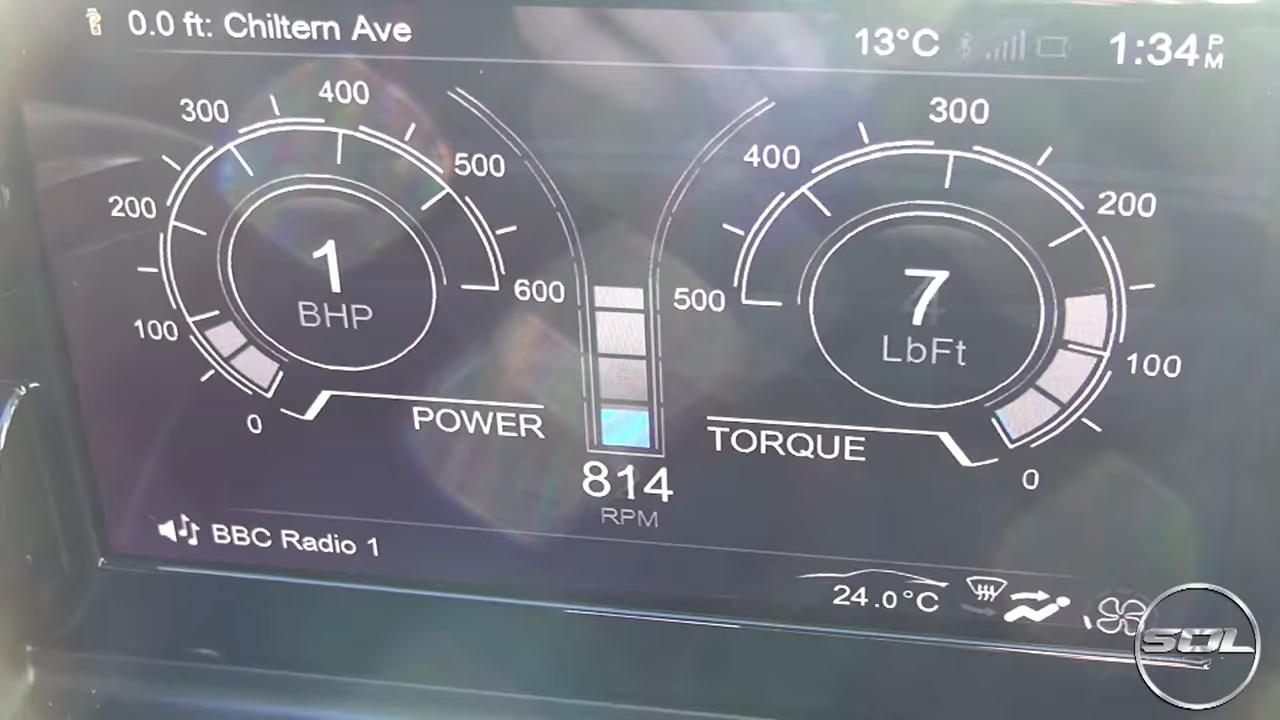 0.0 ft: Chiltern Ave
13°C
1:34 PM
0
100
200
300
400
500
600
1
BHP
POWER
814
RPM
500
400
300
200
100
0
7
LbFt
TORQUE
BBC Radio 1
24.0°C
SOL